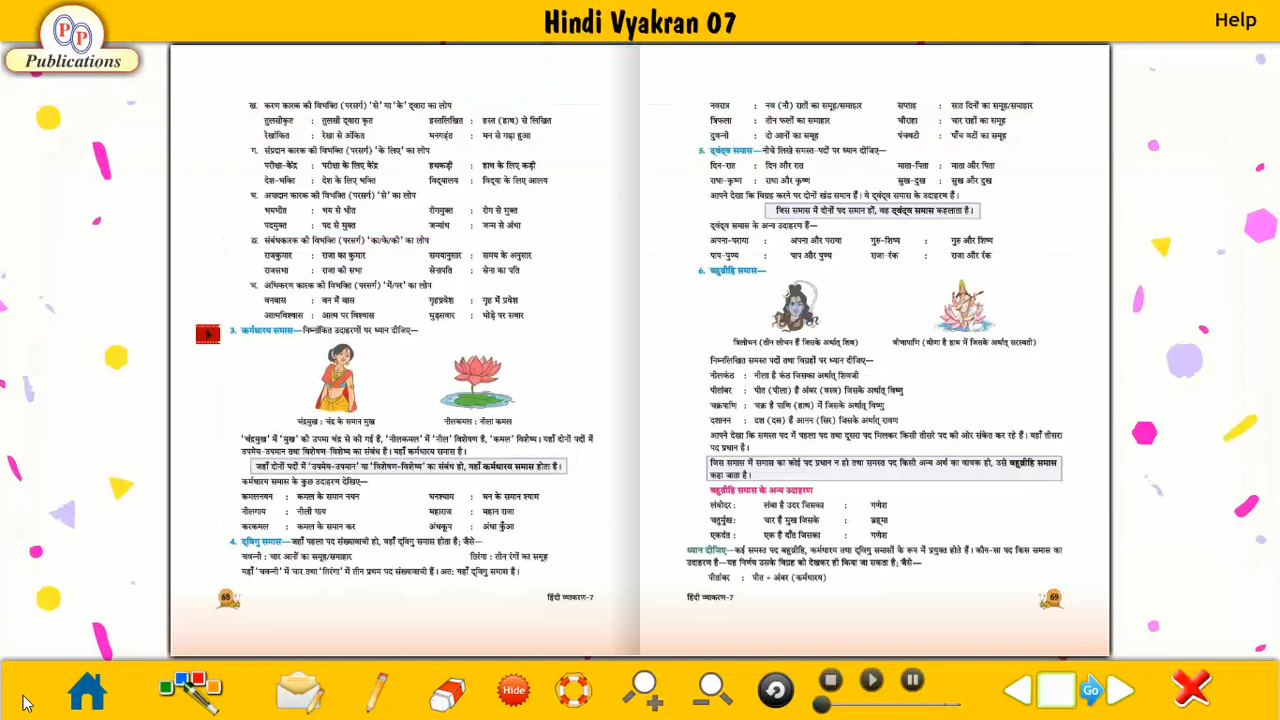 Hindi Vyakran 07
Help
PP
Publications
ख. करण कारक की विभक्ति (परसर्ग) 'से' या 'के' द्वारा का लोप
तुलसीकृत : तुलसी द्वारा कृत हस्तलिखित : हस्त (हाथ) से लिखित
रेखांकित : रेखा से अंकित मनगढ़ंत : मन से गढ़ा हुआ
ग. संप्रदान कारक की विभक्ति (परसर्ग) 'के लिए' का लोप
परीक्षा-केंद्र : परीक्षा के लिए केंद्र हथकड़ी : हाथ के लिए कड़ी
देश-भक्ति : देश के लिए भक्ति विद्यालय : विद्या के लिए आलय
घ. अपादान कारक की विभक्ति (परसर्ग) 'से' का लोप
भयभीत : भय से भीत रोगमुक्त : रोग से मुक्त
पदमुक्त : पद से मुक्त जन्मांध : जन्म से अंधा
ङ. संबंधकारक की विभक्ति (परसर्ग) 'का/के/की' का लोप
राजकुमार : राजा का कुमार समयानुसार : समय के अनुसार
राजसभा : राजा की सभा सेनापति : सेना का पति
च. अधिकरण कारक की विभक्ति (परसर्ग) 'में/पर' का लोप
वनवास : वन में वास गृहप्रवेश : गृह में प्रवेश
आत्मविश्वास : आत्म पर विश्वास घुड़सवार : घोड़े पर सवार
3. कर्मधारय समास—निम्नांकित उदाहरणों पर ध्यान दीजिए—
चंद्रमुख : चंद्र के समान मुख नीलकमल : नीला कमल
'चंद्रमुख' में 'मुख' की उपमा चंद्र से की गई है, 'नीलकमल' में 'नील' विशेषण है, 'कमल' विशेष्य। यहाँ दोनों पदों में
उपमेय-उपमान तथा विशेषण-विशेष्य का संबंध है। यहाँ कर्मधारय समास है।
जहाँ दोनों पदों में 'उपमेय-उपमान' या 'विशेषण-विशेष्य' का संबंध हो, वहाँ कर्मधारय समास होता है।
कर्मधारय समास के कुछ उदाहरण देखिए—
कमलनयन : कमल के समान नयन घनश्याम : घन के समान श्याम
नीलगाय : नीली गाय महाराज : महान राजा
करकमल : कमल के समान कर अंधकूप : अंधा कुँआ
4. द्विगु समास—जहाँ पहला पद संख्यावाची हो, वहाँ द्विगु समास होता है; जैसे—
चवन्नी : चार आनों का समूह/समाहार तिरंगा : तीन रंगों का समूह
यहाँ 'चवन्नी' में चार तथा 'तिरंगा' में तीन प्रथम पद संख्यावाची हैं। अत: यहाँ द्विगु समास है।
68
हिंदी व्याकरण-7
नवरात्र : नव (नौ) रातों का समूह/समाहार सप्ताह : सात दिनों का समूह/समाहार
त्रिफला : तीन फलों का समाहार चौराहा : चार राहों का समूह
दुवन्नी : दो आनों का समूह पंचवटी : पाँच वटों का समूह
5. द्वंद्व समास—नीचे लिखे समस्त-पदों पर ध्यान दीजिए—
दिन-रात : दिन और रात माता-पिता : माता और पिता
राधा-कृष्ण : राधा और कृष्ण सुख-दुख : सुख और दुख
आपने देखा कि विग्रह करने पर दोनों खंड समान हैं। ये द्वंद्व समास के उदाहरण हैं।
जिस समास में दोनों पद समान हों, वह द्वंद्व समास कहलाता है।
द्वंद्व समास के अन्य उदाहरण हैं—
अपना-पराया : अपना और पराया गुरु-शिष्य : गुरु और शिष्य
पाप-पुण्य : पाप और पुण्य राजा-रंक : राजा और रंक
6. बहुव्रीहि समास—
त्रिलोचन (तीन लोचन हैं जिसके अर्थात् शिव) वीणापाणि (वीणा है हाथ में जिसके अर्थात् सरस्वती)
निम्नलिखित समस्त पदों तथा विग्रहों पर ध्यान दीजिए—
नीलकंठ : नीला है कंठ जिसका अर्थात् शिवजी
पीतांबर : पीत (पीला) है अंबर (वस्त्र) जिसके अर्थात् विष्णु
चक्रपाणि : चक्र है पाणि (हाथ) में जिसके अर्थात् विष्णु
दशानन : दश (दस) हैं आनन (सिर) जिसके अर्थात् रावण
आपने देखा कि समस्त पद में पहला पद तथा दूसरा पद मिलकर किसी तीसरे पद की ओर संकेत कर रहे हैं। यहाँ तीसरा
पद प्रधान है।
जिस समास में समास का कोई पद प्रधान न हो तथा समस्त पद किसी अन्य अर्थ का वाचक हो, उसे बहुव्रीहि समास
कहा जाता है।
बहुव्रीहि समास के अन्य उदाहरण
लंबोदर : लंबा है उदर जिसका : गणेश
चतुर्मुख : चार हैं मुख जिसके : ब्रह्मा
एकदंत : एक है दाँत जिसका : गणेश
ध्यान दीजिए— कई समस्त पद बहुव्रीहि, कर्मधारय तथा द्विगु समासों के रूप में प्रयुक्त होते हैं। कौन-सा पद किस समास का
उदाहरण है—यह निर्णय उसके विग्रह को देखकर ही किया जा सकता है; जैसे—
पीतांबर : पीत + अंबर (कर्मधारय)
हिंदी व्याकरण-7
69
Hide
Go